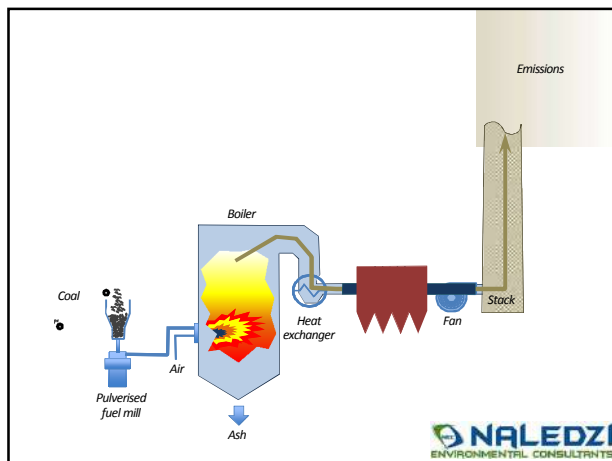 Emissions
Boiler
Coal
Heat
exchanger
Fan
Stack
Air
Pulverised
fuel mill
Ash
NALEDZI
ENVIRONMENTAL CONSULTANTS